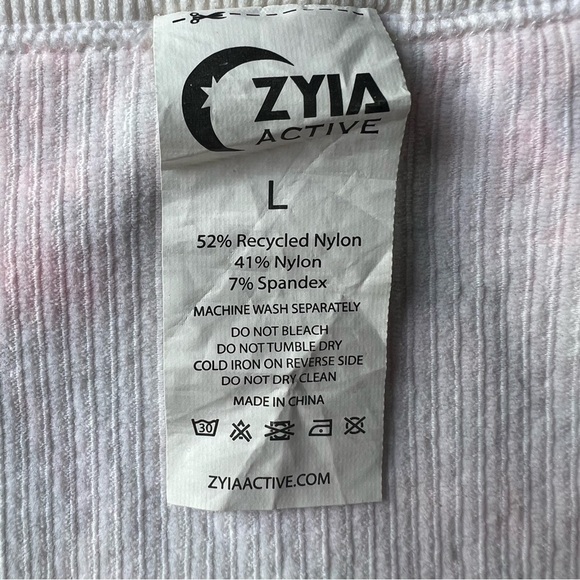 ZYIA
ACTIVE
L
52% Recycled Nylon
41% Nylon
7% Spandex
MACHINE WASH SEPARATELY
DO NOT BLEACH
DO NOT TUMBLE DRY
COLD IRON ON REVERSE SIDE
DO NOT DRY CLEAN
MADE IN CHINA
30
ZYIAACTIVE.COM